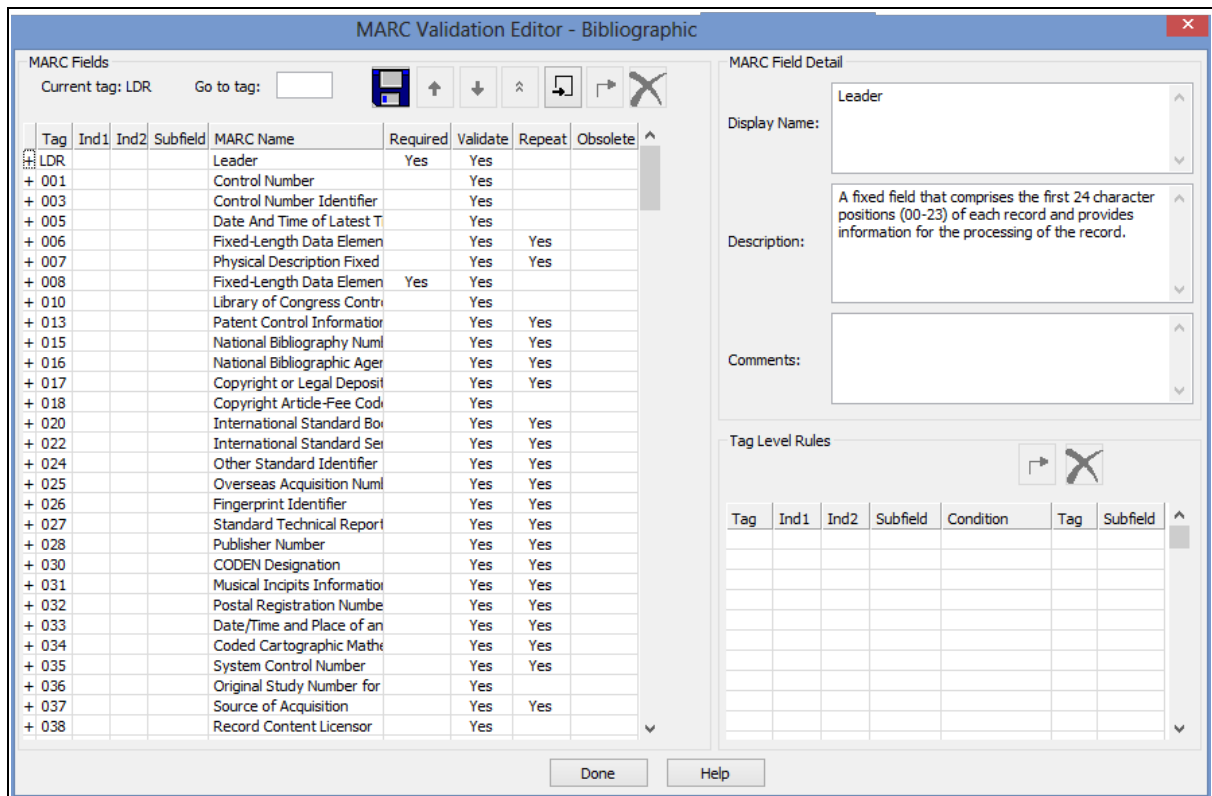 MARC Validation Editor - Bibliographic
MARC Fields
Current tag: LDR Go to tag:
Tag Ind1 Ind2 Subfield MARC Name Required Validate Repeat Obsolete
+ LDR Leader Yes Yes
+ 001 Control Number Yes
+ 003 Control Number Identifier Yes
+ 005 Date And Time of Latest T Yes
+ 006 Fixed-Length Data Elemen Yes Yes
+ 007 Physical Description Fixed Yes Yes
+ 008 Fixed-Length Data Elemen Yes Yes
+ 010 Library of Congress Contr Yes
+ 013 Patent Control Information Yes Yes
+ 015 National Bibliography Num Yes Yes
+ 016 National Bibliographic Ager Yes Yes
+ 017 Copyright or Legal Deposit Yes Yes
+ 018 Copyright Article-Fee Cod Yes
+ 020 International Standard Bo Yes Yes
+ 022 International Standard Ser Yes Yes
+ 024 Other Standard Identifier Yes Yes
+ 025 Overseas Acquisition Num Yes Yes
+ 026 Fingerprint Identifier Yes Yes
+ 027 Standard Technical Report Yes Yes
+ 028 Publisher Number Yes Yes
+ 030 CODEN Designation Yes Yes
+ 031 Musical Incipits Information Yes Yes
+ 032 Postal Registration Numbe Yes Yes
+ 033 Date/Time and Place of an Yes Yes
+ 034 Coded Cartographic Mathe Yes Yes
+ 035 System Control Number Yes Yes
+ 036 Original Study Number for Yes
+ 037 Source of Acquisition Yes Yes
+ 038 Record Content Licensor Yes
MARC Field Detail
Display Name: Leader
Description: A fixed field that comprises the first 24 character
positions (00-23) of each record and provides
information for the processing of the record.
Comments:
Tag Level Rules
Tag Ind1 Ind2 Subfield Condition Tag Subfield
Done Help